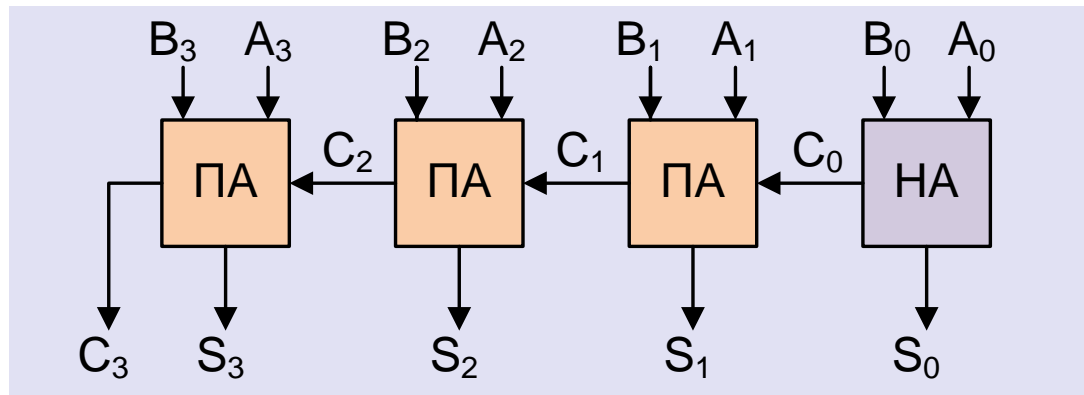 B₃ A₃ B₂ A₂ B₁ A₁ B₀ A₀
C₂ C₁ C₀
ПА ПА ПА НА
C₃ S₃ S₂ S₁ S₀